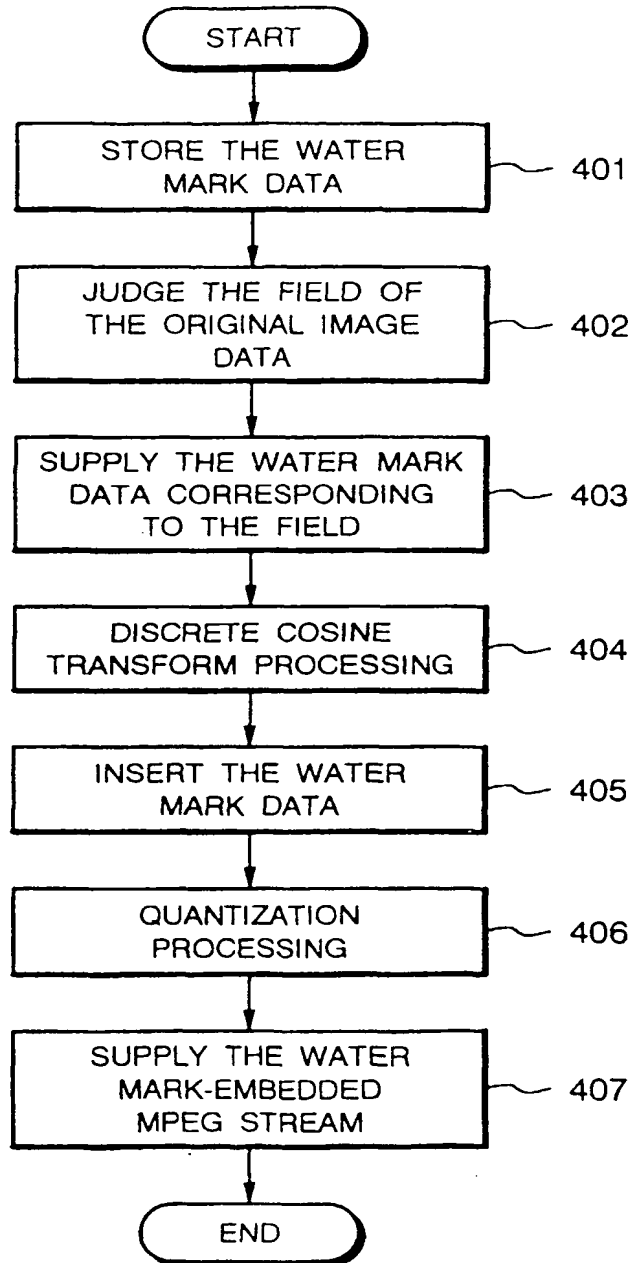 START
STORE THE WATER
MARK DATA
401
JUDGE THE FIELD OF
THE ORIGINAL IMAGE
DATA
402
SUPPLY THE WATER MARK
DATA CORRESPONDING
TO THE FIELD
403
DISCRETE COSINE
TRANSFORM PROCESSING
404
INSERT THE WATER
MARK DATA
405
QUANTIZATION
PROCESSING
406
SUPPLY THE WATER
MARK-EMBEDDED
MPEG STREAM
407
END